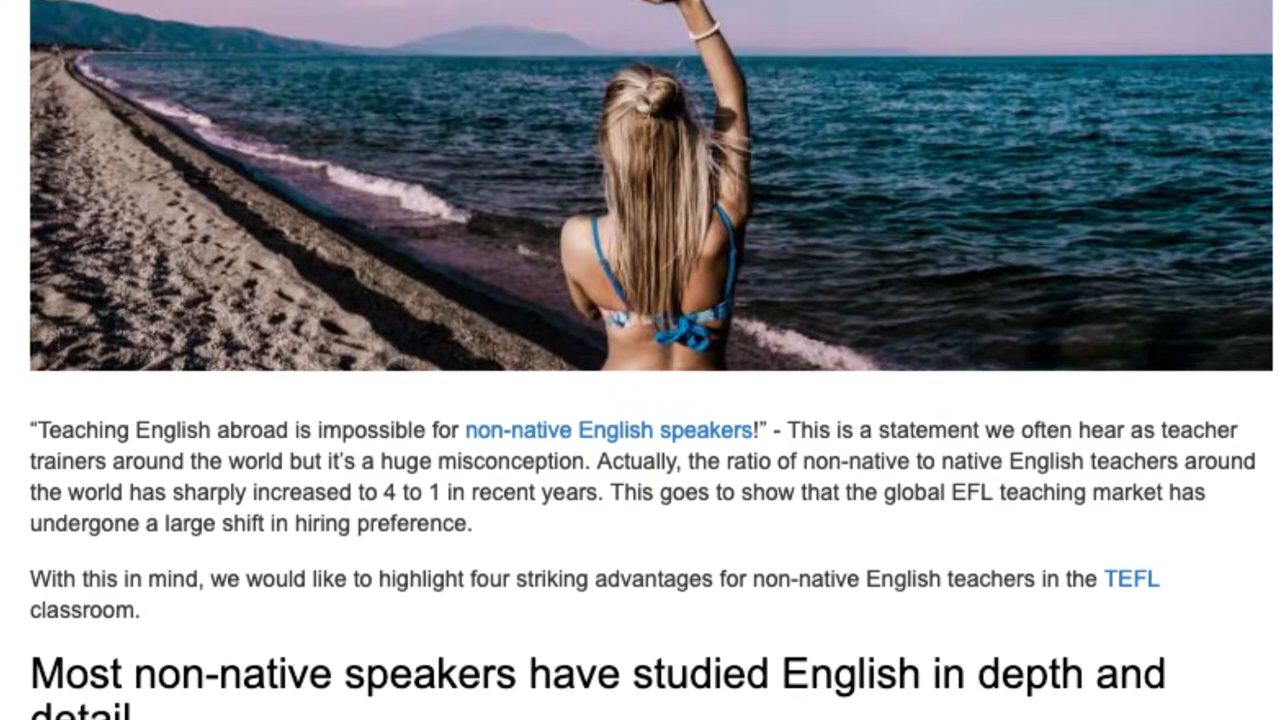 “Teaching English abroad is impossible for non-native English speakers!” - This is a statement we often hear as teacher
trainers around the world but it’s a huge misconception. Actually, the ratio of non-native to native English teachers around
the world has sharply increased to 4 to 1 in recent years. This goes to show that the global EFL teaching market has
undergone a large shift in hiring preference.
With this in mind, we would like to highlight four striking advantages for non-native English teachers in the TEFL
classroom.
Most non-native speakers have studied English in depth and
detail